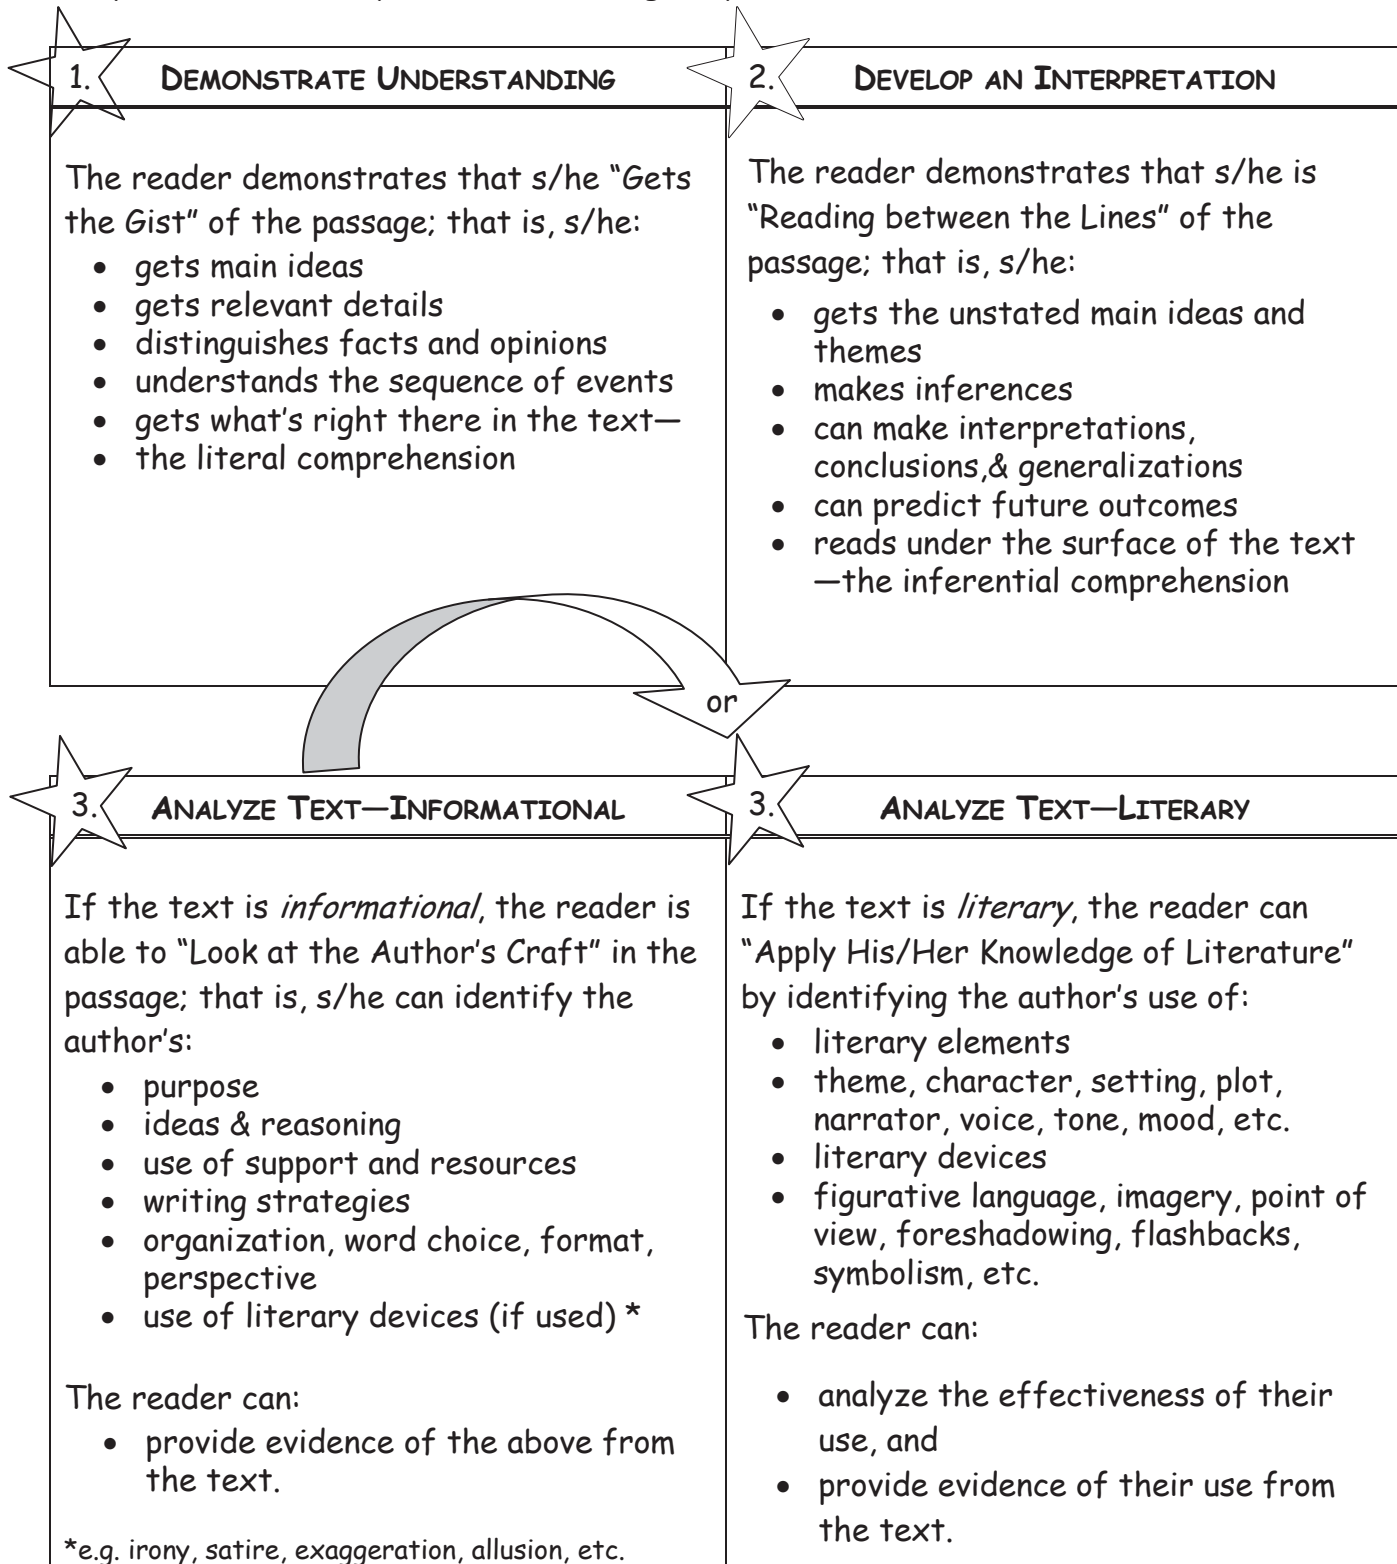 1. DEMONSTRATE UNDERSTANDING
The reader demonstrates that s/he “Gets
the Gist” of the passage; that is, s/he:
• gets main ideas
• gets relevant details
• distinguishes facts and opinions
• understands the sequence of events
• gets what’s right there in the text—
• the literal comprehension
2. DEVELOP AN INTERPRETATION
The reader demonstrates that s/he is
“Reading between the Lines” of the
passage; that is, s/he:
• gets the unstated main ideas and
themes
• makes inferences
• can make interpretations,
conclusions,& generalizations
• can predict future outcomes
• reads under the surface of the text
—the inferential comprehension
or
3. ANALYZE TEXT—INFORMATIONAL
If the text is informational, the reader is
able to “Look at the Author’s Craft” in the
passage; that is, s/he can identify the
author’s:
• purpose
• ideas & reasoning
• use of support and resources
• writing strategies
• organization, word choice, format,
perspective
• use of literary devices (if used) *
The reader can:
• provide evidence of the above from
the text.
*e.g. irony, satire, exaggeration, allusion, etc.
3. ANALYZE TEXT—LITERARY
If the text is literary, the reader can
“Apply His/Her Knowledge of Literature”
by identifying the author’s use of:
• literary elements
• theme, character, setting, plot,
narrator, voice, tone, mood, etc.
• literary devices
• figurative language, imagery, point of
view, foreshadowing, flashbacks,
symbolism, etc.
The reader can:
• analyze the effectiveness of their
use, and
• provide evidence of their use from
the text.